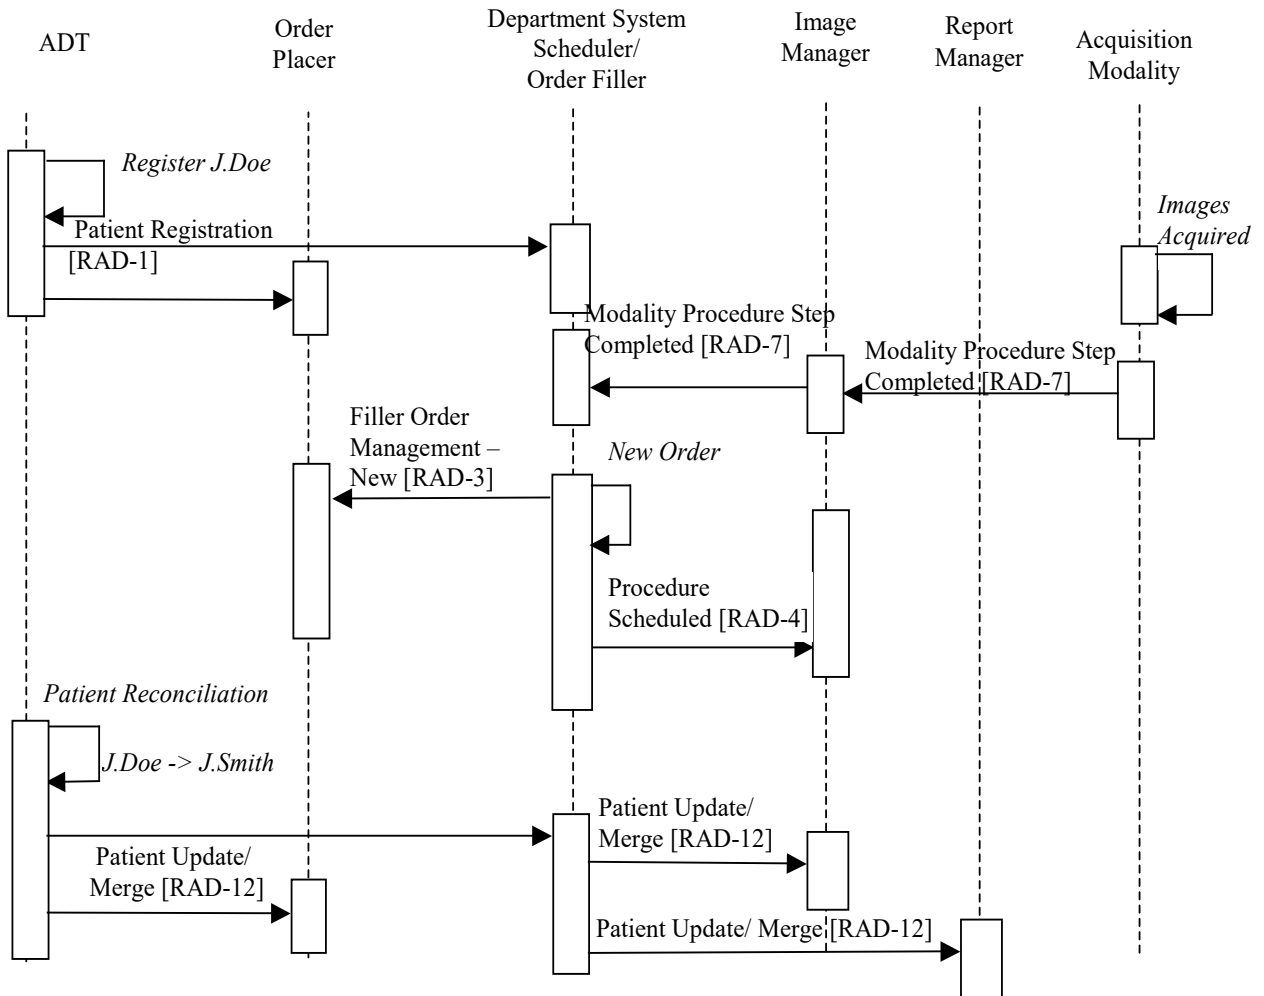 ADT
Order
Placer
Department System
Scheduler/
Order Filler
Image
Manager
Report
Manager
Acquisition
Modality
Register J.Doe
Patient Registration
[RAD-1]
Images
Acquired
Modality Procedure Step
Completed [RAD-7]
Modality Procedure Step
Completed [RAD-7]
Filler Order
Management –
New [RAD-3]
New Order
Procedure
Scheduled [RAD-4]
Patient Reconciliation
J.Doe -> J.Smith
Patient Update/
Merge [RAD-12]
Patient Update/
Merge [RAD-12]
Patient Update/ Merge [RAD-12]